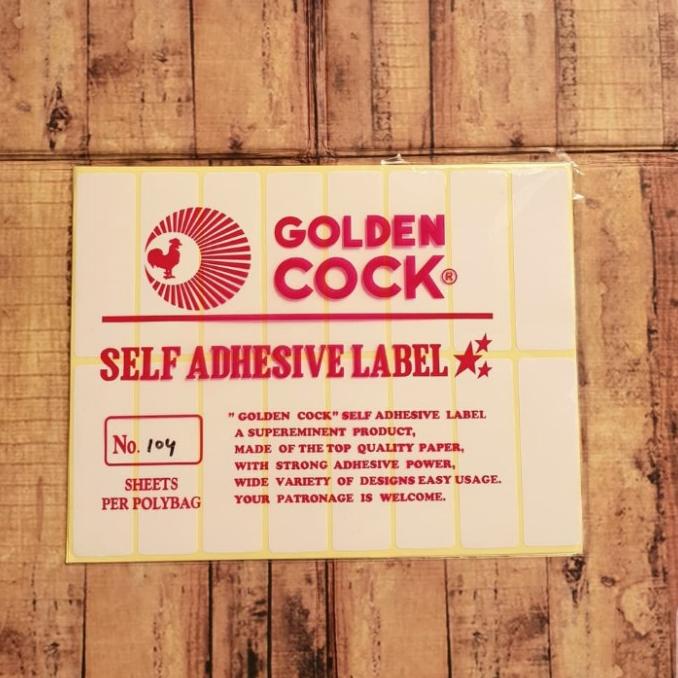 GOLDEN
COCK®
SELF ADHESIVE LABEL
No. 104
SHEETS
PER POLYBAG
"GOLDEN COCK" SELF ADHESIVE LABEL
A SUPEREMINENT PRODUCT,
MADE OF THE TOP QUALITY PAPER,
WITH STRONG ADHESIVE POWER,
WIDE VARIETY OF DESIGNS EASY USAGE.
YOUR PATRONAGE IS WELCOME.